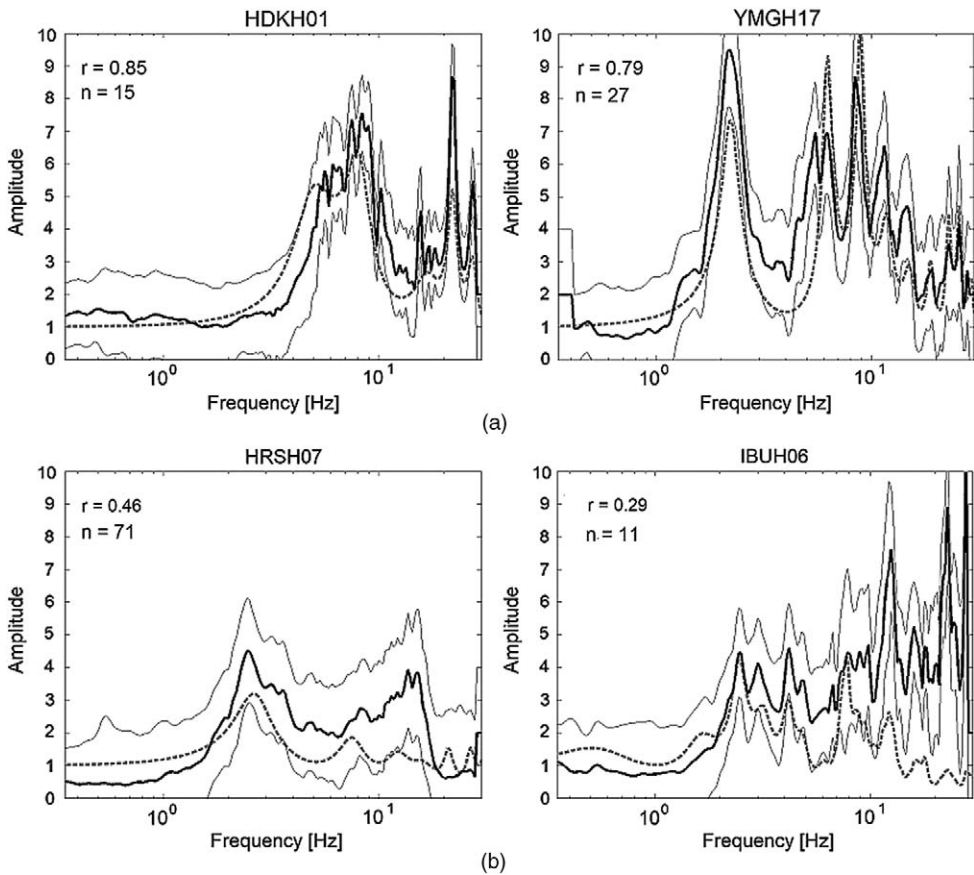 (a)
HDKH01
r = 0.85
n = 15
Amplitude
10
9
8
7
6
5
4
3
2
1
0
10^0
10^1
Frequency [Hz]
YMGH17
r = 0.79
n = 27
Amplitude
10
9
8
7
6
5
4
3
2
1
0
10^0
10^1
Frequency [Hz]
(a)
HRSH07
r = 0.46
n = 71
Amplitude
10
9
8
7
6
5
4
3
2
1
0
10^0
10^1
Frequency [Hz]
IBUH06
r = 0.29
n = 11
Amplitude
10
9
8
7
6
5
4
3
2
1
0
10^0
10^1
Frequency [Hz]
(b)